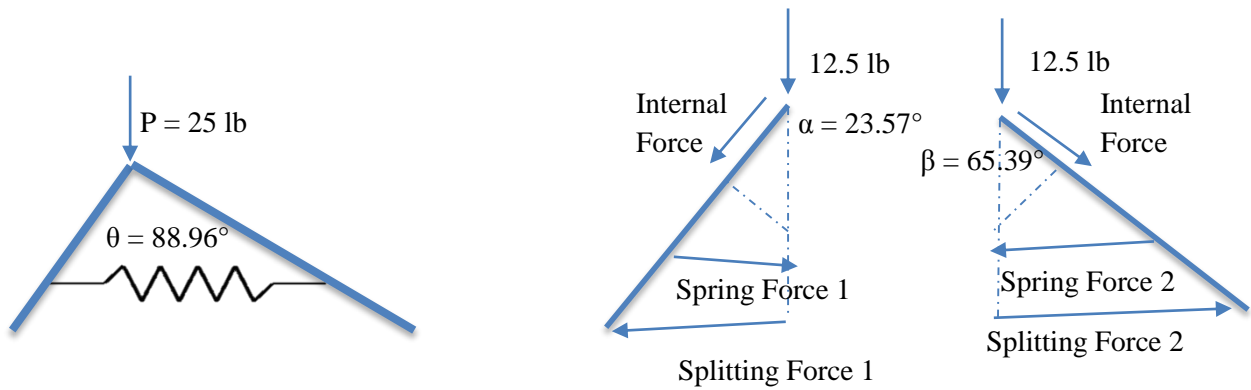 P = 25 lb
θ = 88.96°
12.5 lb
Internal
Force
α = 23.57°
Spring Force 1
Splitting Force 1
12.5 lb
Internal
Force
β = 65.39°
Spring Force 2
Splitting Force 2